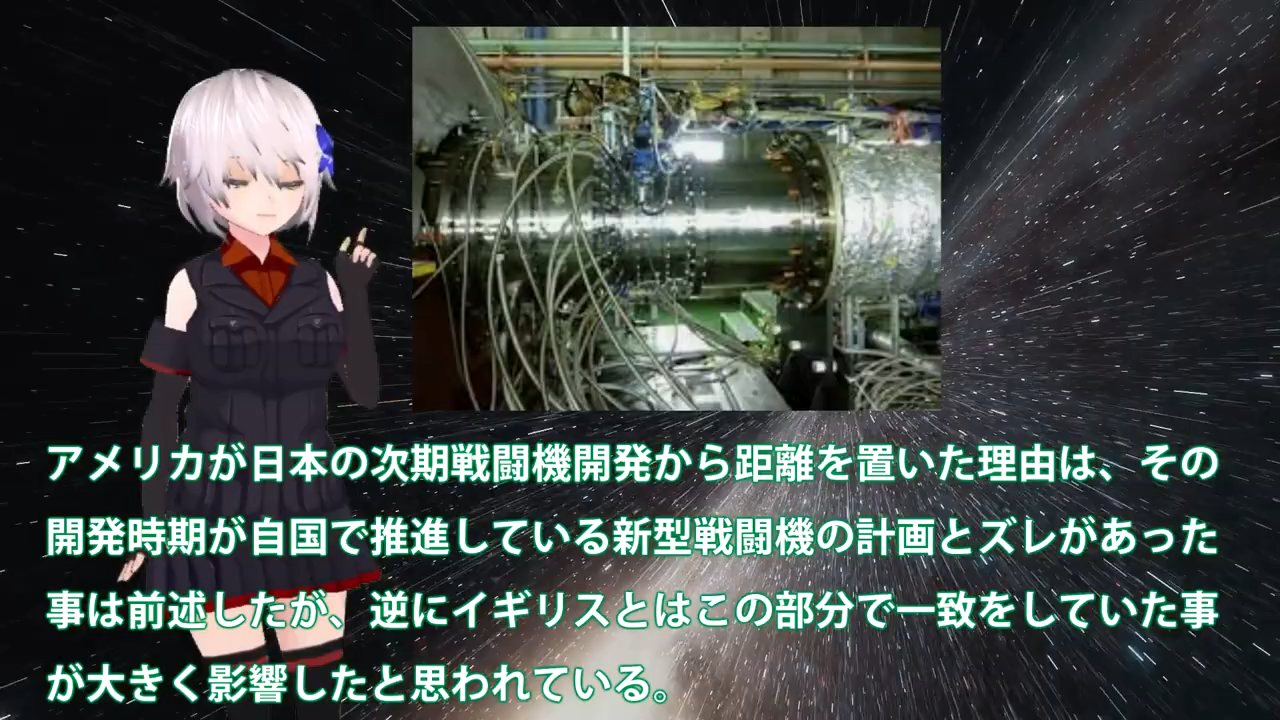 アメリカが日本の次期戦闘機開発から距離を置いた理由は、その
開発時期が自国で推進している新型戦闘機の計画とズレがあった
事は前述したが、逆にイギリスとはこの部分で一致をしていた事
が大きく影響したと思われている。